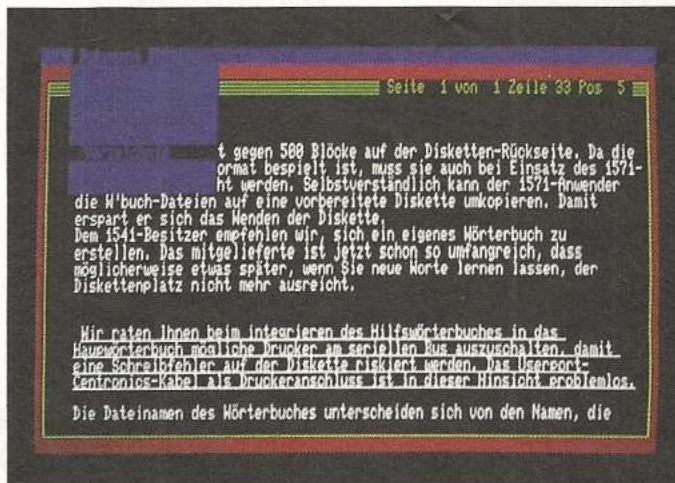 Seite 1 von 1 Zeile 33 Pos 5
t gegen 500 Blöcke auf der Disketten-Rückseite. Da die
ormat bespielt ist, muss sie auch bei Einsatz des 1571-
ht werden. Selbstverständlich kann der 1571-Anwender
die W'buch-Dateien auf eine vorbereitete Diskette umkopieren. Damit
erspart er sich das Wenden der Diskette.
Dem 1541-Besitzer empfehlen wir, sich ein eigenes Wörterbuch zu
erstellen. Das mitgelieferte ist jetzt schon so umfangreich, dass
möglicherweise etwas später, wenn Sie neue Worte lernen lassen, der
Diskettenplatz nicht mehr ausreicht.
Wir raten Ihnen beim integrieren des Hilfswörterbuches in das
Haupwörterbuch mögliche Drucker am seriellen Bus auszuschalten, damit
eine Schreibfehler auf der Diskette riskiert werden. Das Userport-
Centronics-Kabel als Druckeranschluss ist in dieser Hinsicht problemlos.
Die Dateinamen des Wörterbuches unterscheiden sich von den Namen, die